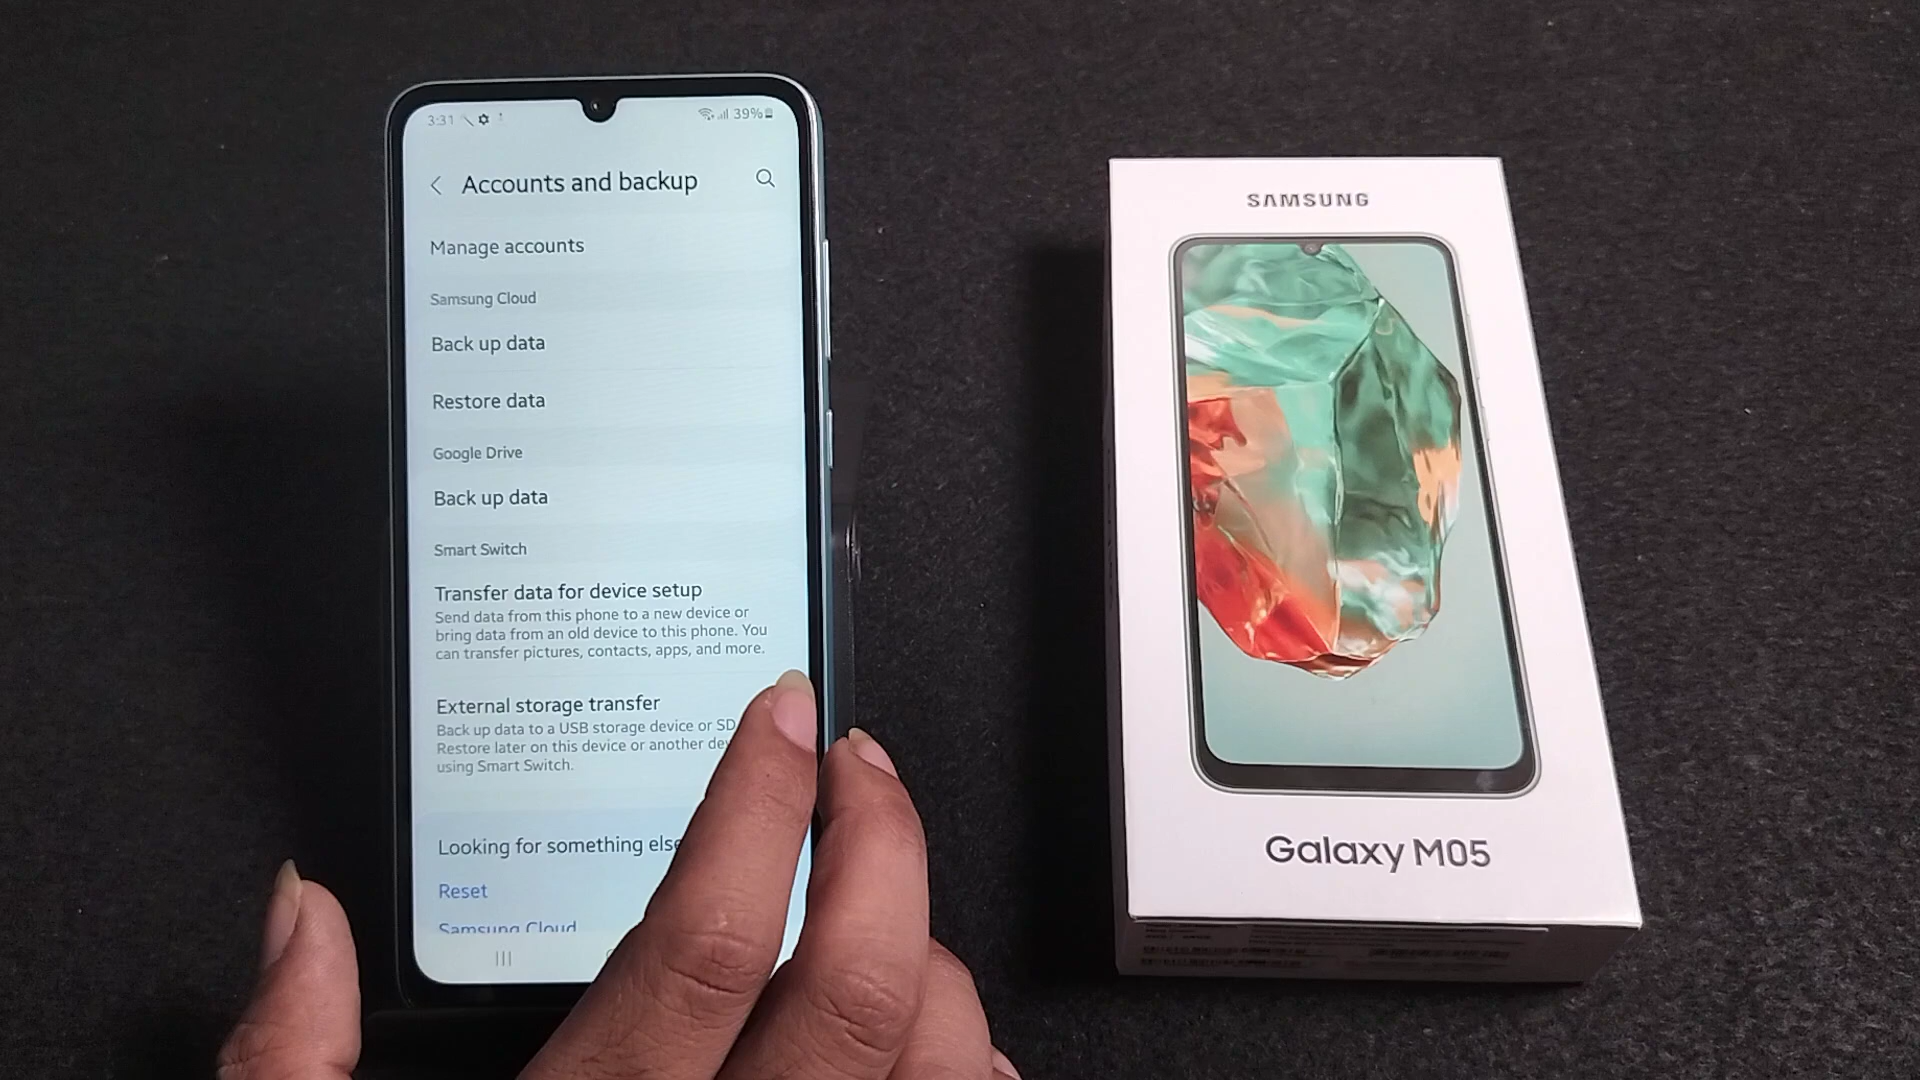 3:31
39%
Accounts and backup
Manage accounts
Samsung Cloud
Back up data
Restore data
Google Drive
Back up data
Smart Switch
Transfer data for device setup
Send data from this phone to a new device or
bring data from an old device to this phone. You
can transfer pictures, contacts, apps, and more.
External storage transfer
Back up data to a USB storage device or SD
Restore later on this device or another
using Smart Switch.
Looking for something else
Reset
Samsung Cloud
SAMSUNG
Galaxy M05